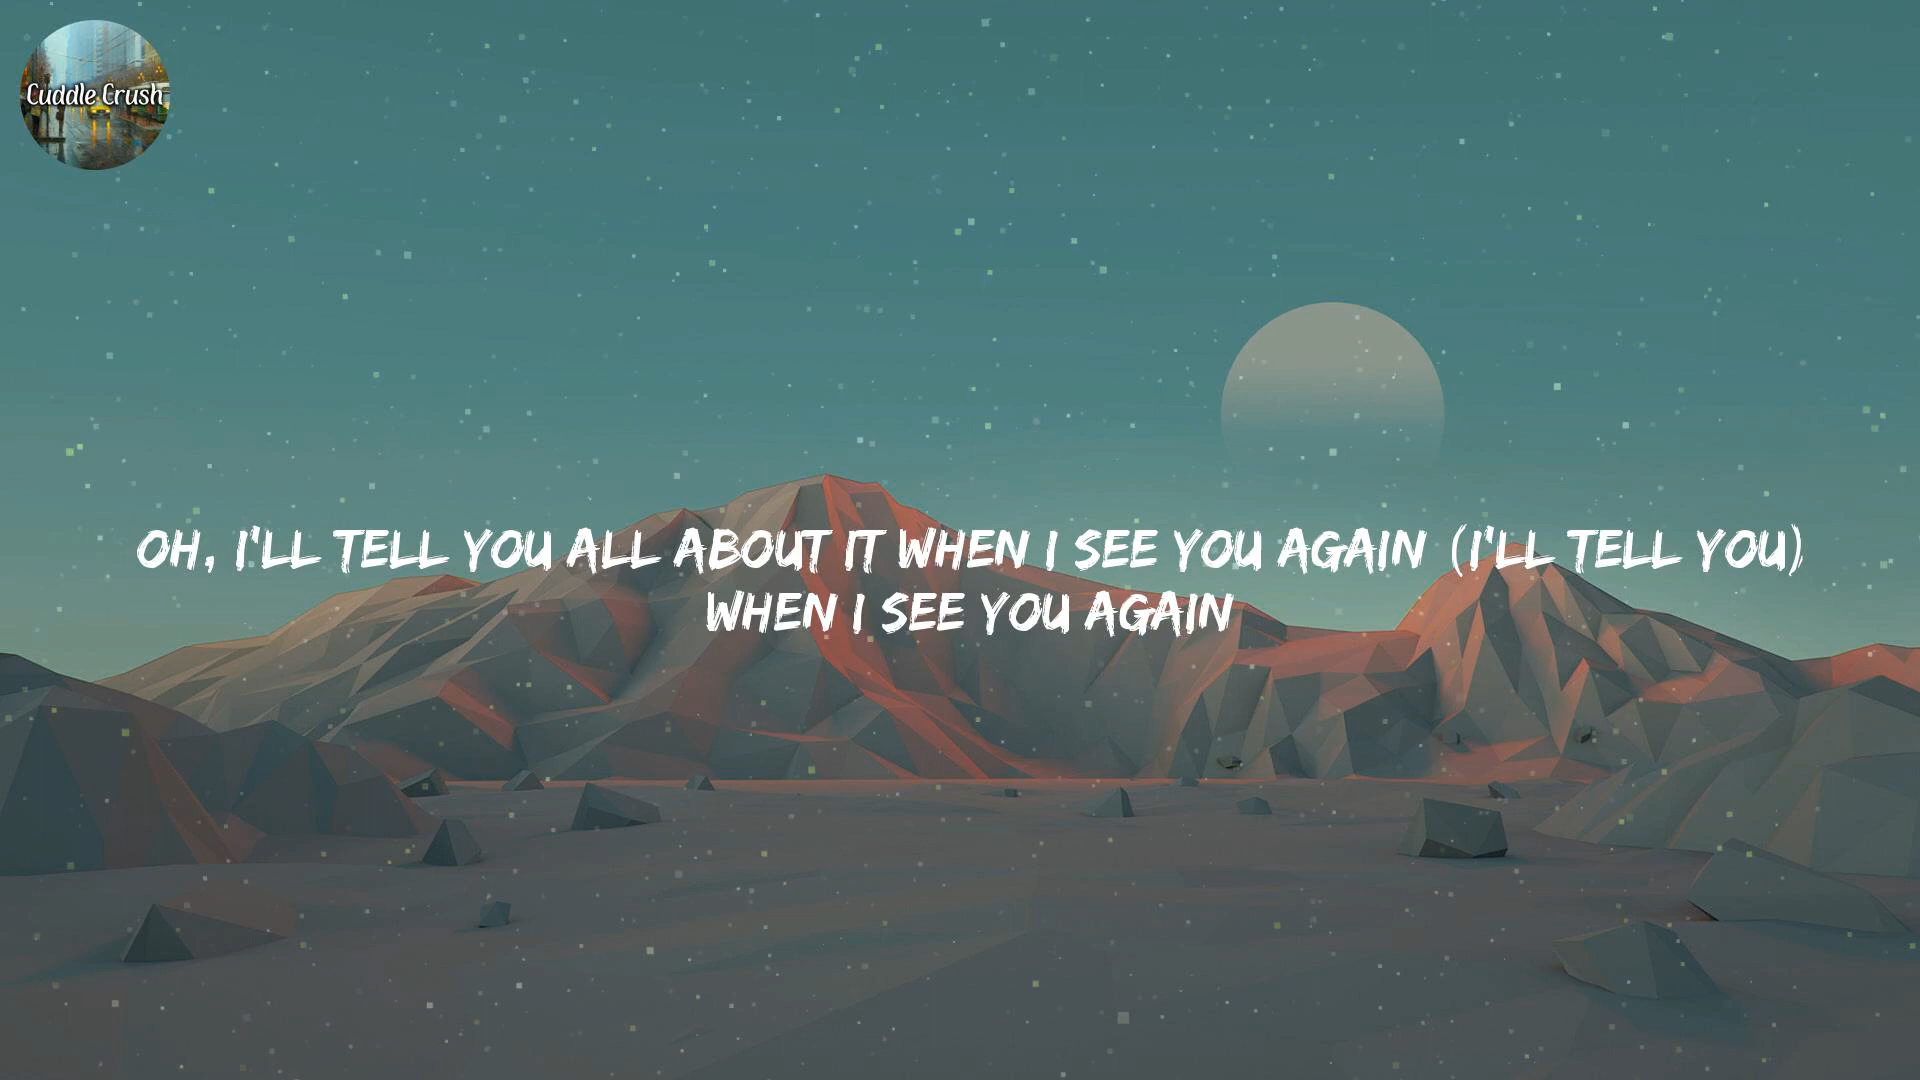 Cuddle Crush
OH, I'LL TELL YOU ALL ABOUT IT WHEN I SEE YOU AGAIN (I'LL TELL YOU)
WHEN I SEE YOU AGAIN